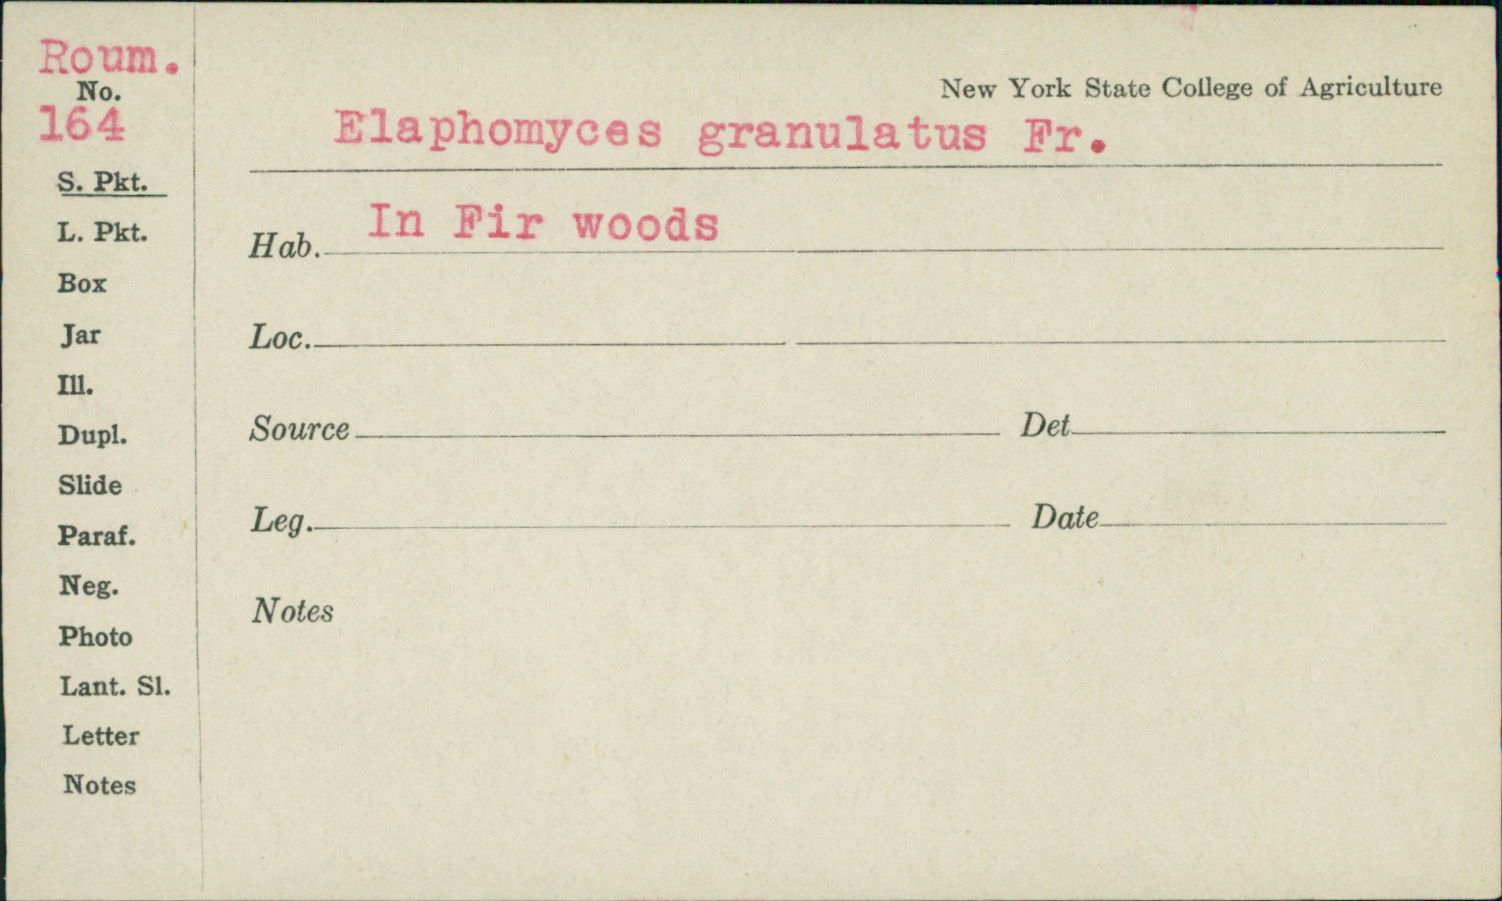 Roum.
No.
164
S. Pkt.
L. Pkt.
Box
Jar
Ill.
Dupl.
Slide
Paraf.
Neg.
Photo
Lant. Sl.
Letter
Notes
New York State College of Agriculture
Elaphomyces granulatus Fr.
Hab. In Fir woods
Loc.
Source Det
Leg. Date
Notes